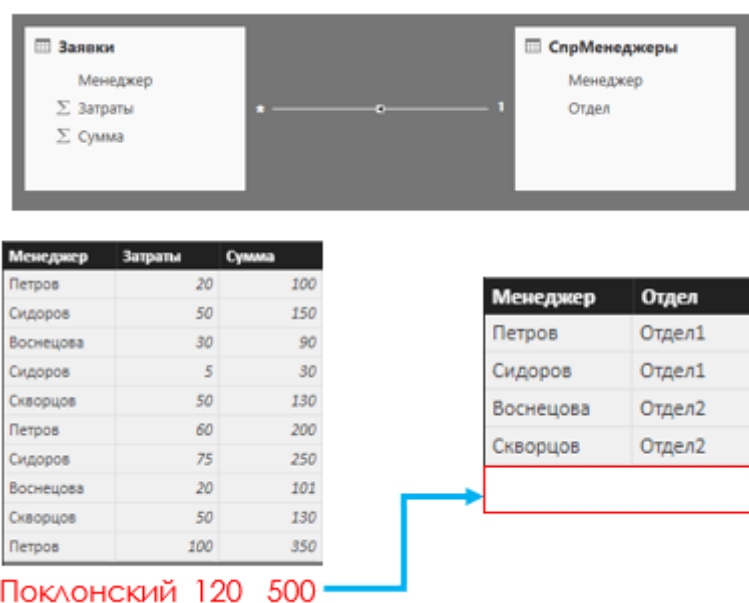 Заявки
Менеджер
Σ Затраты
Σ Сумма
* 1
СпрМенеджеры
Менеджер
Отдел
Менеджер Затраты Сумма
Петров 20 100
Сидоров 50 150
Воснецова 30 90
Сидоров 5 30
Скворцов 50 130
Петров 60 200
Сидоров 75 250
Воснецова 20 101
Скворцов 50 130
Петров 100 350
Поклонский 120 500
Менеджер Отдел
Петров Отдел1
Сидоров Отдел1
Воснецова Отдел2
Скворцов Отдел2